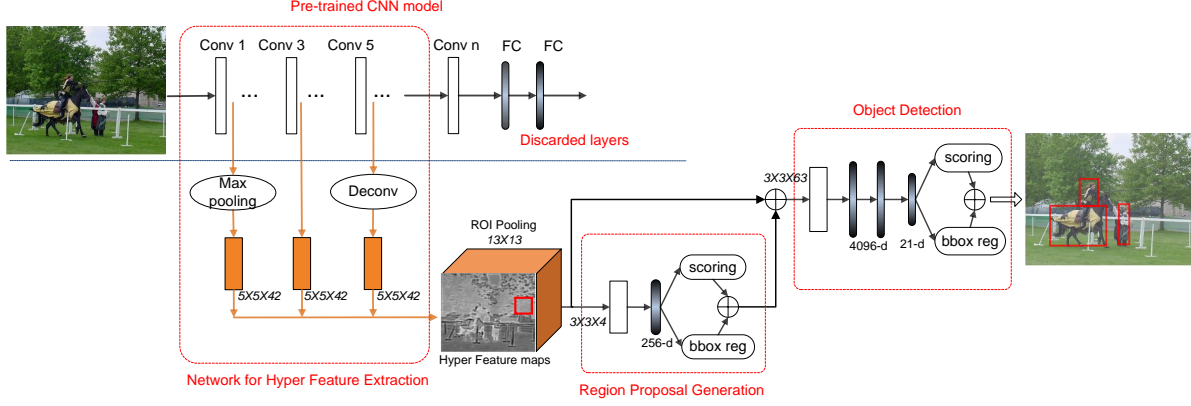 Pre-trained CNN model
Conv 1
Conv 3
Conv 5
Conv n
FC
FC
...
...
...
Discarded layers
Max pooling
Deconv
5X5X42
5X5X42
5X5X42
Network for Hyper Feature Extraction
ROI Pooling
13X13
Hyper Feature maps
3X3X4
256-d
scoring
bbox reg
Region Proposal Generation
Object Detection
3X3X63
4096-d
21-d
scoring
bbox reg